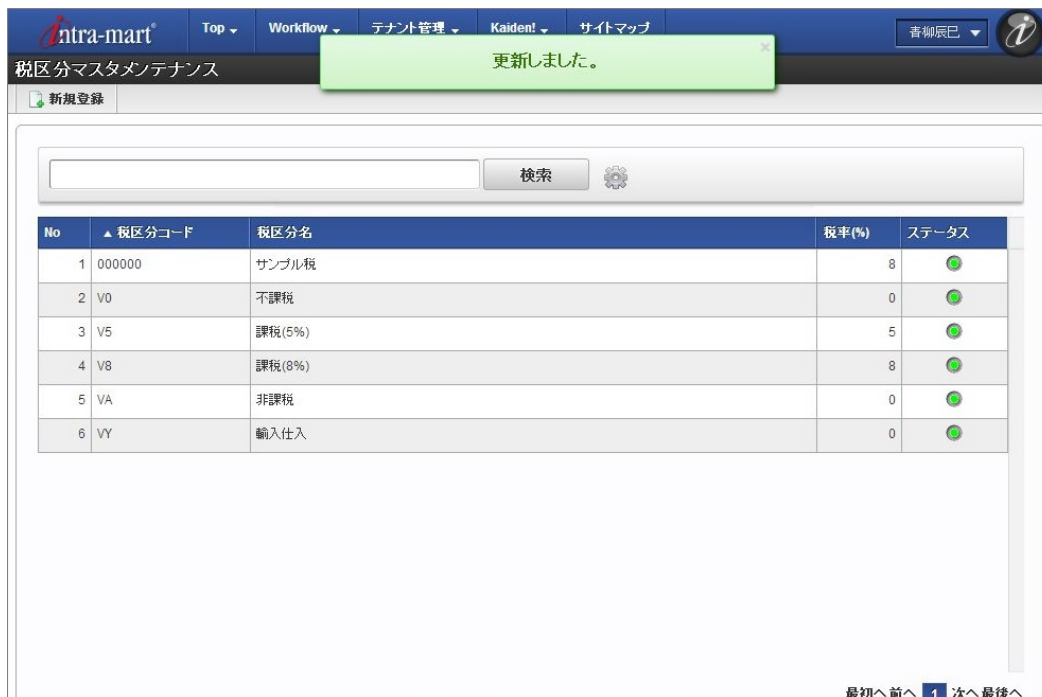 intra-mart® Top Workflow テナント管理 Kaiden! サイトマップ 青柳辰巳
更新しました。 ×
税区分マスタメンテナンス
新規登録
検索
No ▲ 税区分コード 税区分名 税率(%) ステータス
1 000000 サンプル税 8
2 V0 不課税 0
3 V5 課税(5%) 5
4 V8 課税(8%) 8
5 VA 非課税 0
6 VY 輸入仕入 0
最初へ 前へ 1 次へ 最後へ